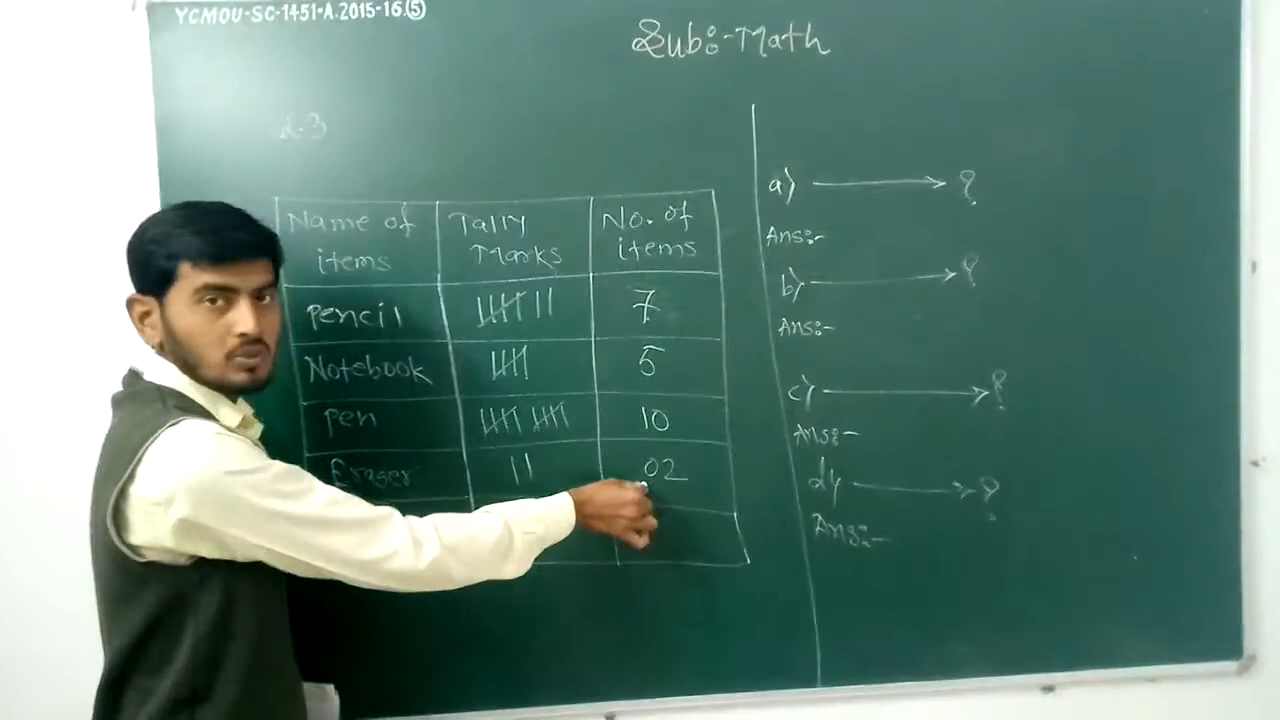 YCMOU-SC-1451-A.2015-16.(5)
Sub:-Math
Name of
items
Tally
Marks
No. of
items
Pencil
7
Notebook
5
Pen
10
Eraser
02
a) ?
Ans:-
b) ?
Ans:-
c) ?
Ans:-
d) ?
Ans:-